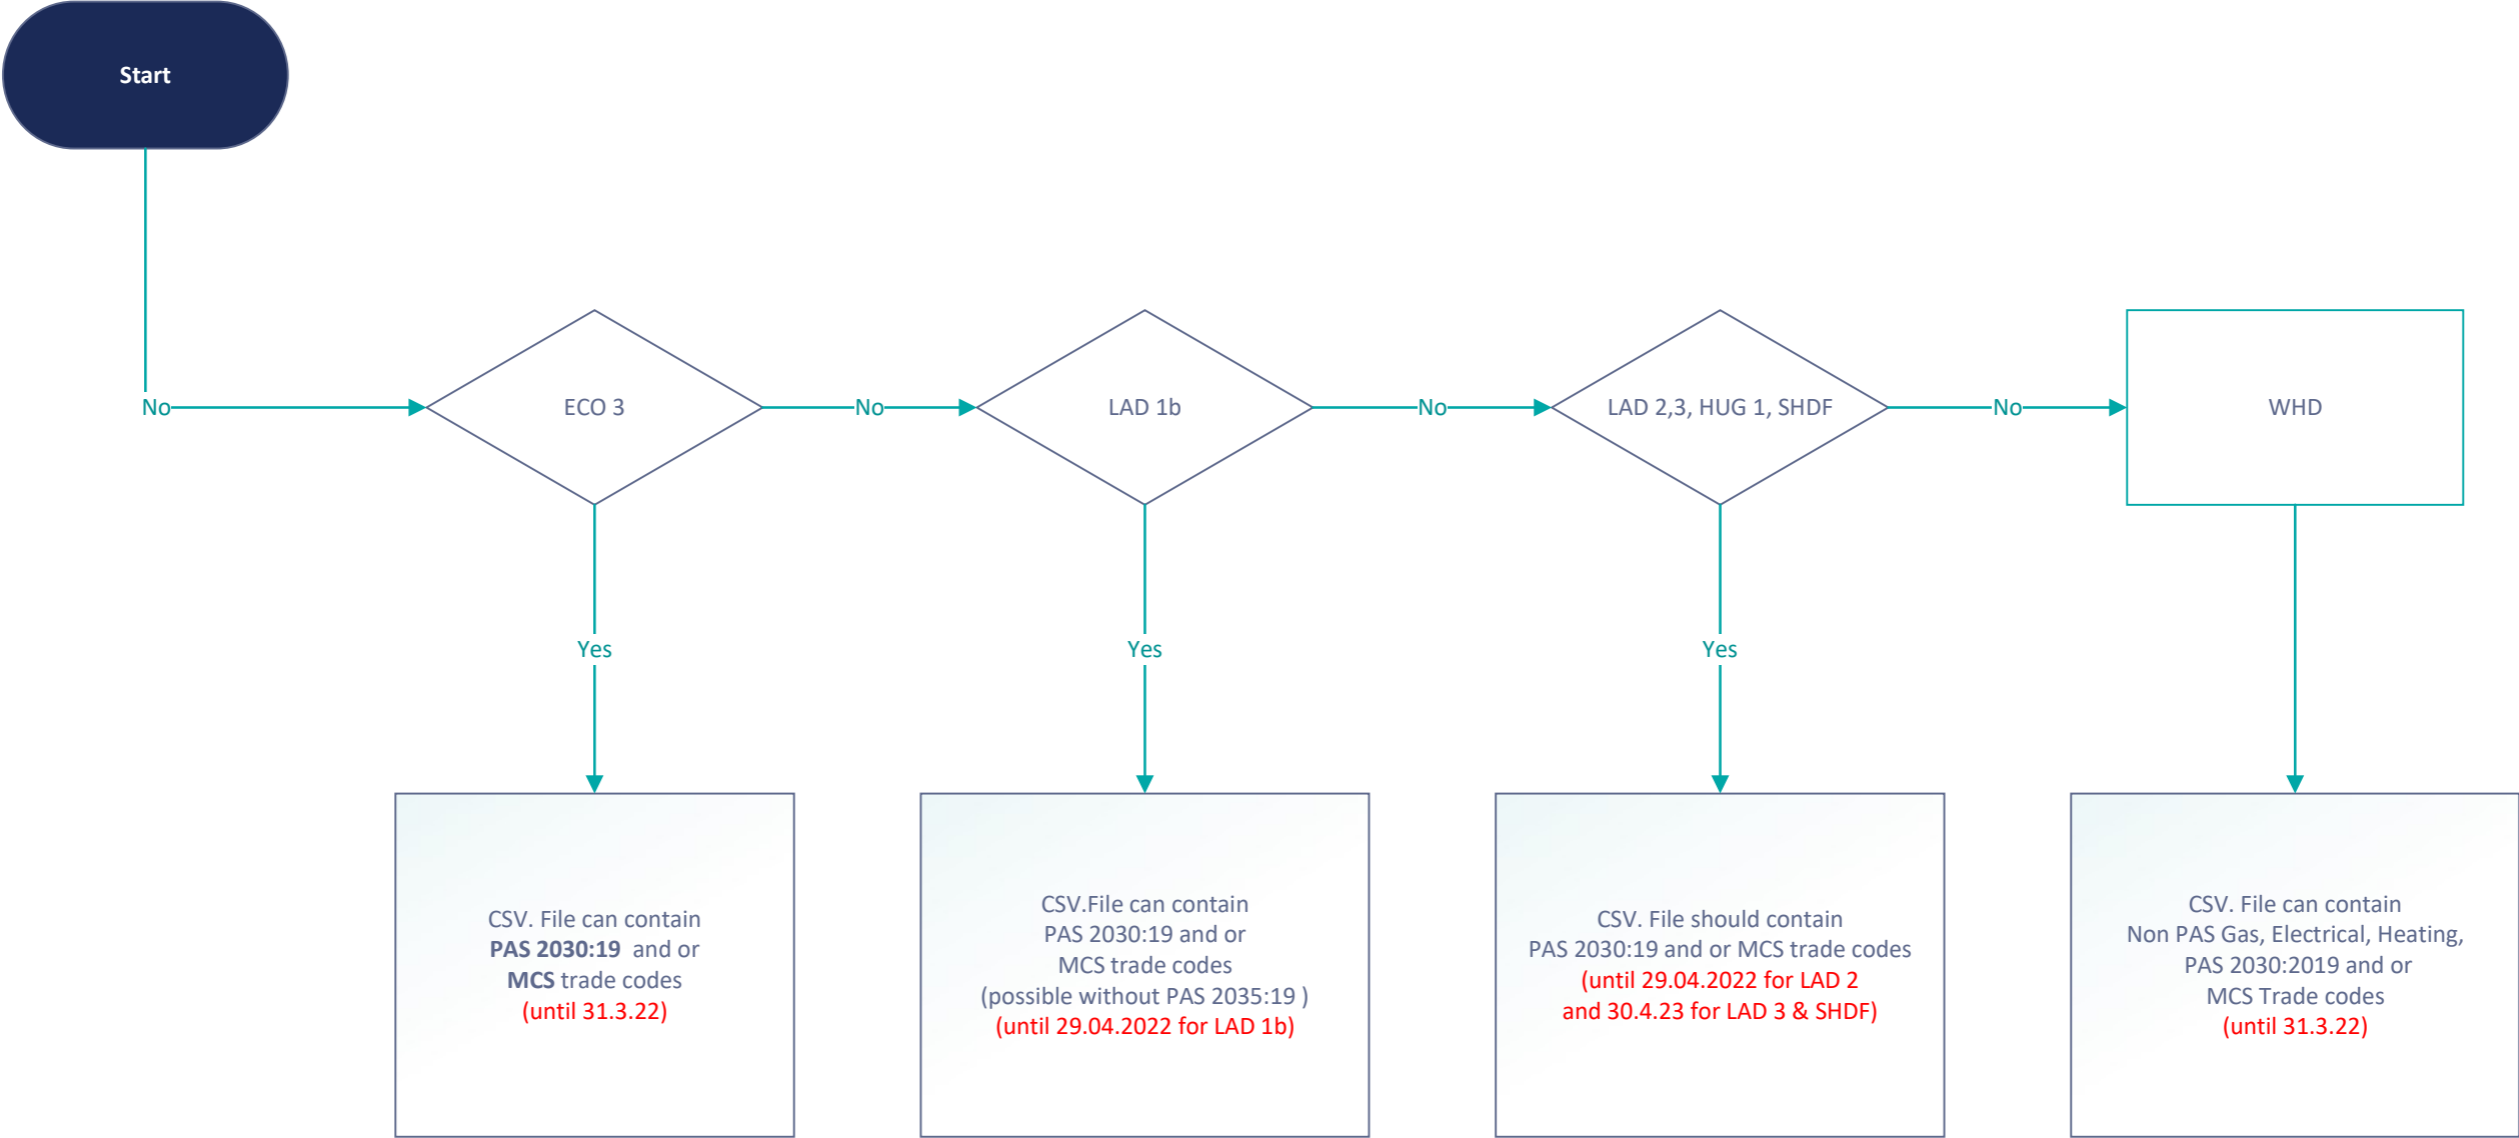 Start
No
ECO 3
No
LAD 1b
No
LAD 2,3, HUG 1, SHDF
No
WHD
Yes
Yes
Yes
CSV. File can contain
PAS 2030:19 and or
MCS trade codes
(until 31.3.22)
CSV.File can contain
PAS 2030:19 and or
MCS trade codes
(possible without PAS 2035:19 )
(until 29.04.2022 for LAD 1b)
CSV. File should contain
PAS 2030:19 and or MCS trade codes
(until 29.04.2022 for LAD 2
and 30.4.23 for LAD 3 & SHDF)
CSV. File can contain
Non PAS Gas, Electrical, Heating,
PAS 2030:2019 and or
MCS Trade codes
(until 31.3.22)